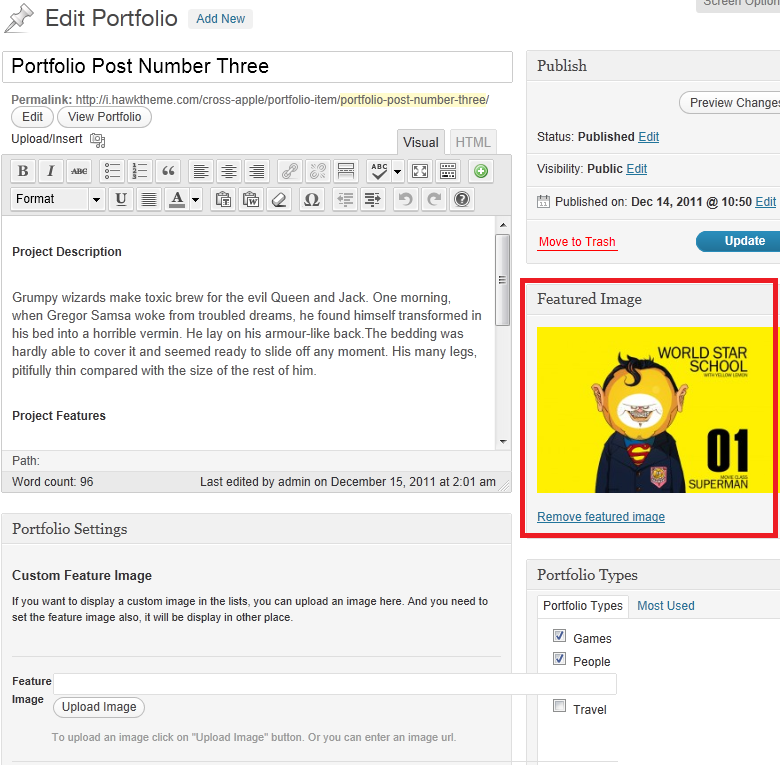 Edit Portfolio Add New
Screen Option
Portfolio Post Number Three
Permalink: http://i.hawktheme.com/cross-apple/portfolio-item/portfolio-post-number-three/
Edit View Portfolio
Upload/Insert
Visual HTML
B I ABC ABC
Format U A
Project Description
Grumpy wizards make toxic brew for the evil Queen and Jack. One morning,
when Gregor Samsa woke from troubled dreams, he found himself transformed in
his bed into a horrible vermin. He lay on his armour-like back.The bedding was
hardly able to cover it and seemed ready to slide off any moment. His many legs,
pitifully thin compared with the size of the rest of him.
Project Features
Path:
Word count: 96 Last edited by admin on December 15, 2011 at 2:01 am
Portfolio Settings
Custom Feature Image
If you want to display a custom image in the lists, you can upload an image here. And you need to
set the feature image also, it will be display in other place.
Feature
Image
Upload Image
To upload an image click on "Upload Image" button. Or you can enter an image url.
Publish
Preview Changes
Status: Published Edit
Visibility: Public Edit
Published on: Dec 14, 2011 @ 10:50 Edit
Move to Trash Update
Featured Image
WORLD STAR
SCHOOL
WITH YELLOW LEMON
01
MOVIE CLASS
SUPERMAN
Remove featured image
Portfolio Types
Portfolio Types Most Used
Games
People
Travel